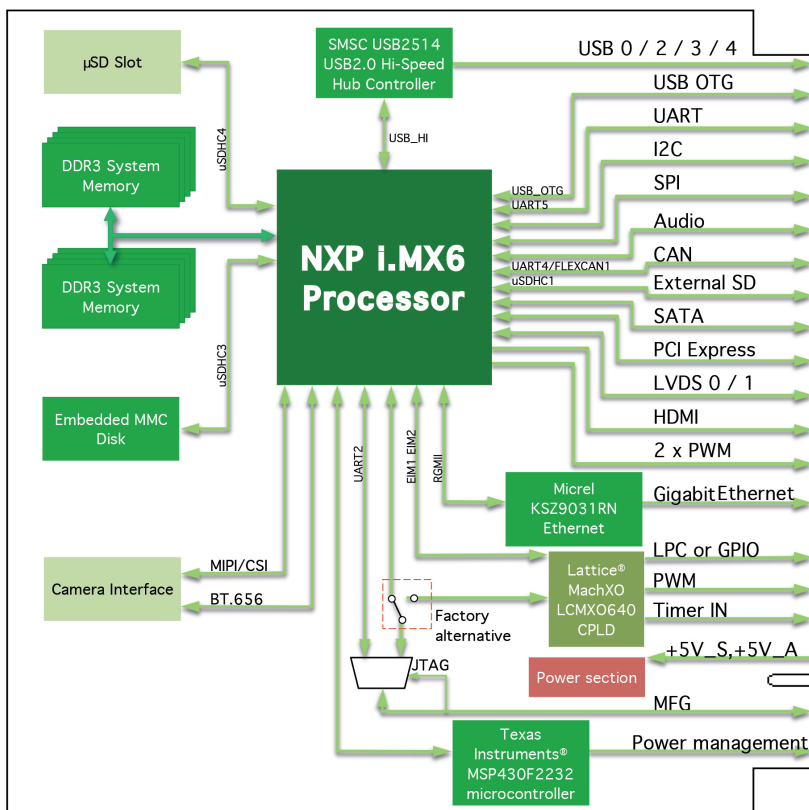 µSD Slot
SMSC USB2514
USB2.0 Hi-Speed
Hub Controller
USB 0 / 2 / 3 / 4
USB OTG
UART
I2C
SPI
Audio
CAN
External SD
SATA
PCI Express
LVDS 0 / 1
HDMI
2 x PWM
uSDHC4
USB_HI
DDR3 System
Memory
DDR3 System
Memory
NXP i.MX6
Processor
USB_OTG
UART5
UART4/FLEXCAN1
uSDHC1
uSDHC3
Embedded MMC
Disk
UART2
EIM1 EIM2
RGMII
Micrel
KSZ9031RN
Ethernet
Gigabit Ethernet
Camera Interface
MIPI/CSI
BT.656
Factory
alternative
Lattice®
MachXO
LCMXO640
CPLD
LPC or GPIO
PWM
Timer IN
+5V_S,+5V_A
Power section
JTAG
MFG
Texas
Instruments®
MSP430F2232
microcontroller
Power management